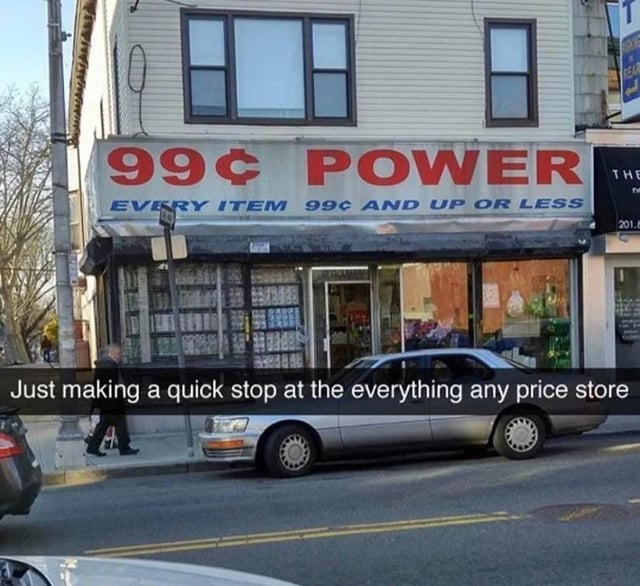 99¢ POWER
EVERY ITEM 99¢ AND UP OR LESS
THE
201.
Just making a quick stop at the everything any price store